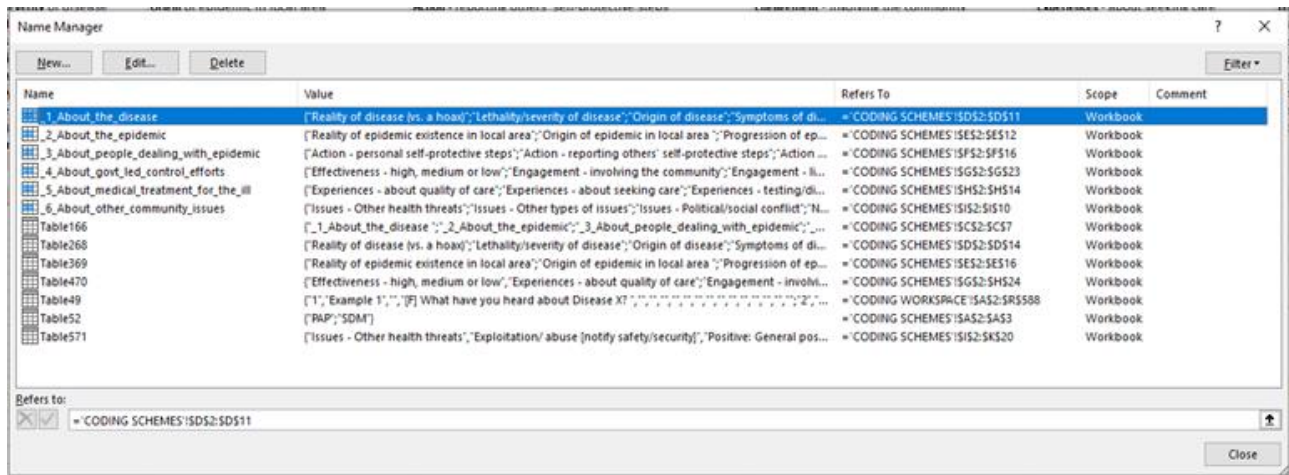 Name Manager ? ×
New... Edit... Delete Filter
Name Value Refers To Scope Comment
_1_About_the_disease {"Reality of disease (vs. a hoax)";"Lethality/severity of disease";"Origin of disease";"Symptoms of di... ='CODING SCHEMES'!$D$2:$D$11 Workbook
_2_About_the_epidemic {"Reality of epidemic existence in local area";"Origin of epidemic in local area ";"Progression of ep... ='CODING SCHEMES'!$E$2:$E$12 Workbook
_3_About_people_dealing_with_epidemic {"Action - personal self-protective steps";"Action - reporting others' self-protective steps";"Action ... ='CODING SCHEMES'!$F$2:$F$16 Workbook
_4_About_govt_led_control_efforts {"Effectiveness - high, medium or low";"Engagement - involving the community";"Engagement - li... ='CODING SCHEMES'!$G$2:$G$23 Workbook
_5_About_medical_treatment_for_the_ill {"Experiences - about quality of care";"Experiences - about seeking care";"Experiences - testing/di... ='CODING SCHEMES'!$H$2:$H$14 Workbook
_6_About_other_community_issues {"Issues - Other health threats";"Issues - Other types of issues";"Issues - Political/social conflict";"N... ='CODING SCHEMES'!$I$2:$I$10 Workbook
Table166 {"_1_About_the_disease ";"_2_About_the_epidemic";"_3_About_people_dealing_with_epidemic";"_... ='CODING SCHEMES'!$C$2:$C$7 Workbook
Table268 {"Reality of disease (vs. a hoax)";"Lethality/severity of disease";"Origin of disease";"Symptoms of di... ='CODING SCHEMES'!$D$2:$D$14 Workbook
Table369 {"Reality of epidemic existence in local area";"Origin of epidemic in local area ";"Progression of ep... ='CODING SCHEMES'!$E$2:$E$16 Workbook
Table470 {"Effectiveness - high, medium or low","Experiences - about quality of care";"Engagement - involvi... ='CODING SCHEMES'!$G$2:$H$24 Workbook
Table49 {"1","Example 1","","[F] What have you heard about Disease X? ","","","","","","","","","","","","","","";"2","... ='CODING WORKSPACE'!$A$2:$R$588 Workbook
Table52 {"PAP";"SDM"} ='CODING SCHEMES'!$A$2:$A$3 Workbook
Table571 {"Issues - Other health threats","Exploitation/ abuse [notify safety/security]","Positive: General pos... ='CODING SCHEMES'!$I$2:$K$20 Workbook
Refers to:
='CODING SCHEMES'!$D$2:$D$11
Close